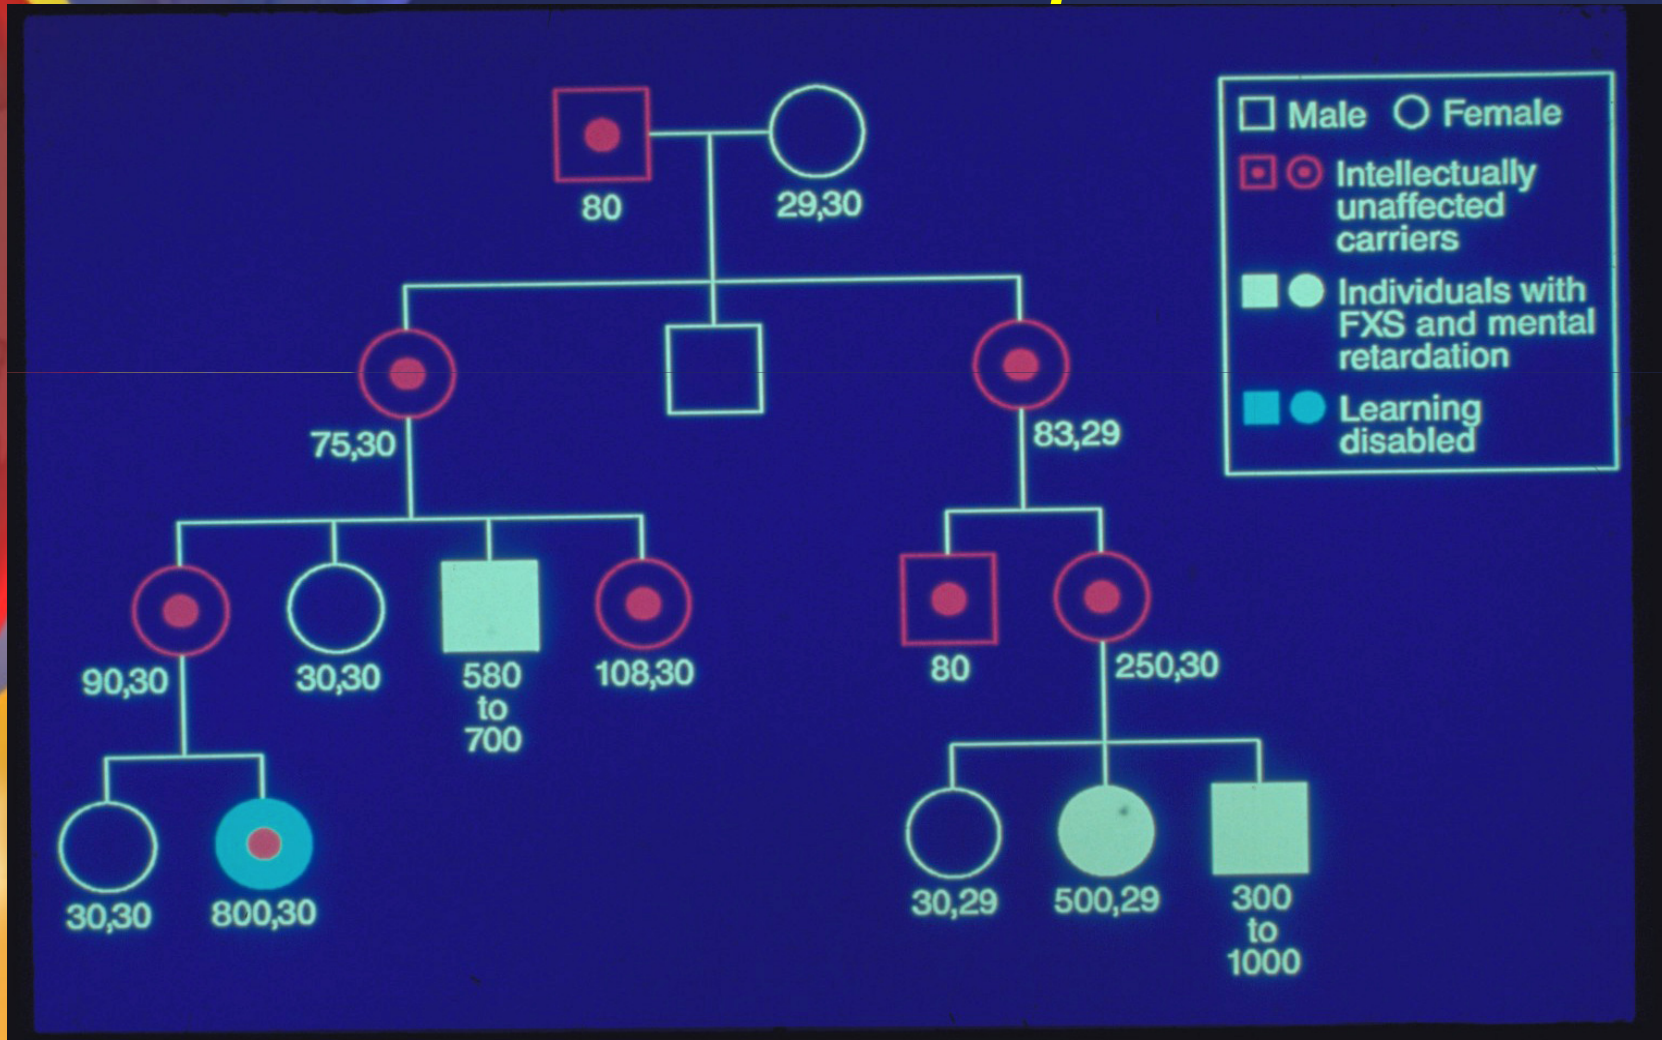 Male Female
Intellectually
unaffected
carriers
Individuals with
FXS and mental
retardation
Learning
disabled
80 29,30
75,30 83,29
90,30 30,30 580 108,30 80 250,30
to
700
30,30 800,30 30,29 500,29 300
to
1000